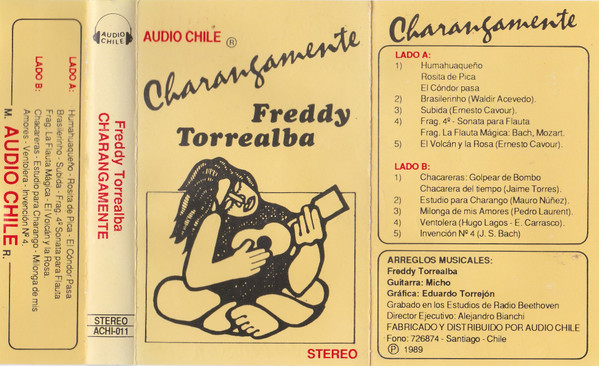 LADO A:
Humahuaqueño - Rosita de Pica - El Cóndor Pasa
Brasilerinho - Subida - Frag. 4º Sonata para Flauta
Frag. La Flauta Mágica - El Volcán y la Rosa.
LADO B:
Chacareras - Estudio para Charango - Milonga de mis
Amores - Ventolera - Invención Nº 4.
M. AUDIO CHILE R.
AUDIO
CHILE
Freddy Torrealba
CHARANGAMENTE
STEREO
ACHI-011
AUDIO CHILE ®
Charangamente
Freddy
Torrealba
STEREO
Charangamente
LADO A:
1) Humahuaqueño
Rosita de Pica
El Cóndor pasa
2) Brasilerinho (Waldir Acevedo).
3) Subida (Ernesto Cavour).
4) Frag. 4º - Sonata para Flauta
Frag. La Flauta Mágica: Bach, Mozart.
5) El Volcán y la Rosa (Ernesto Cavour).
LADO B:
1) Chacareras: Golpear de Bombo
Chacarera del tiempo (Jaime Torres).
2) Estudio para Charango (Mauro Núñez).
3) Milonga de mis Amores (Pedro Laurent).
4) Ventolera (Hugo Lagos - E. Carrasco).
5) Invención Nº 4 (J. S. Bach)
ARREGLOS MUSICALES:
Freddy Torrealba
Guitarra: Micho
Gráfica: Eduardo Torrejón
Grabado en los Estudios de Radio Beethoven
Director Ejecutivo: Alejandro Bianchi
FABRICADO Y DISTRIBUIDO POR AUDIO CHILE
Fono: 726874 - Santiago - Chile
℗ 1989